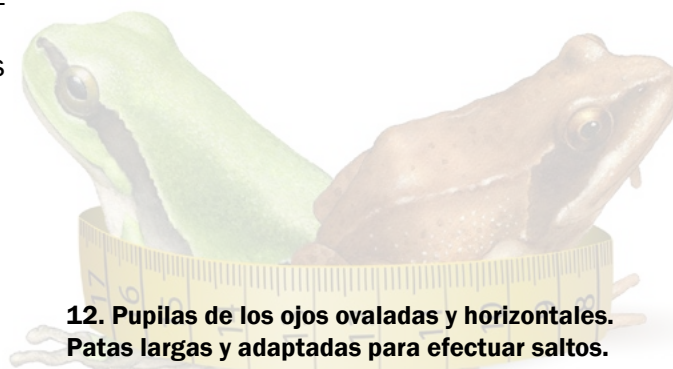 12. Pupilas de los ojos ovaladas y horizontales.
Patas largas y adaptadas para efectuar saltos.